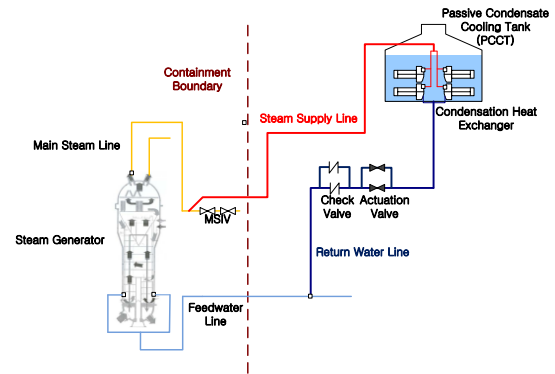 Passive Condensate
Cooling Tank
(PCCT)
Containment
Boundary
Steam Supply Line
Condensation Heat
Exchanger
Main Steam Line
MSIV
Check
Valve
Actuation
Valve
Steam Generator
Return Water Line
Feedwater
Line